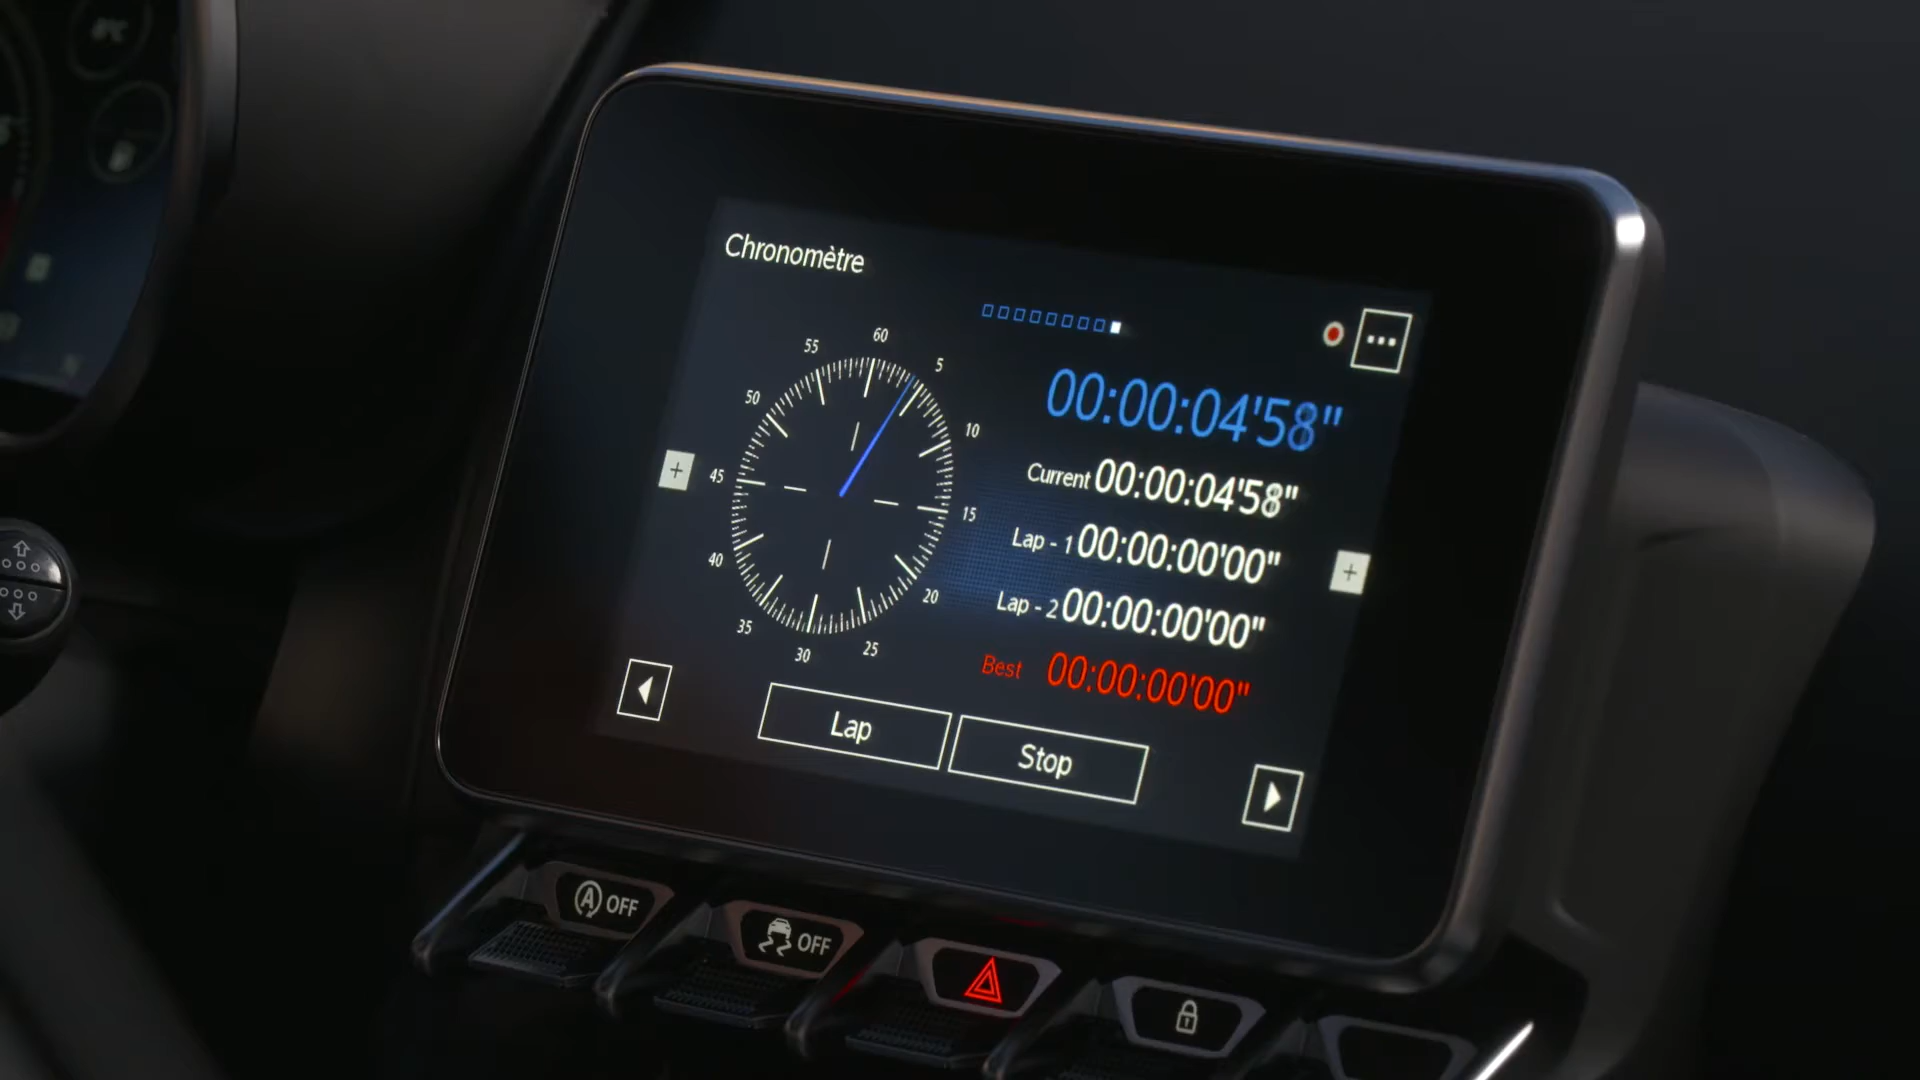 Chronomètre
60
55
5
50
10
45
15
40
20
35
25
30
00:00:04'58"
Current 00:00:04'58"
Lap - 1 00:00:00'00"
Lap - 2 00:00:00'00"
Best 00:00:00'00"
Lap
Stop
A OFF
OFF